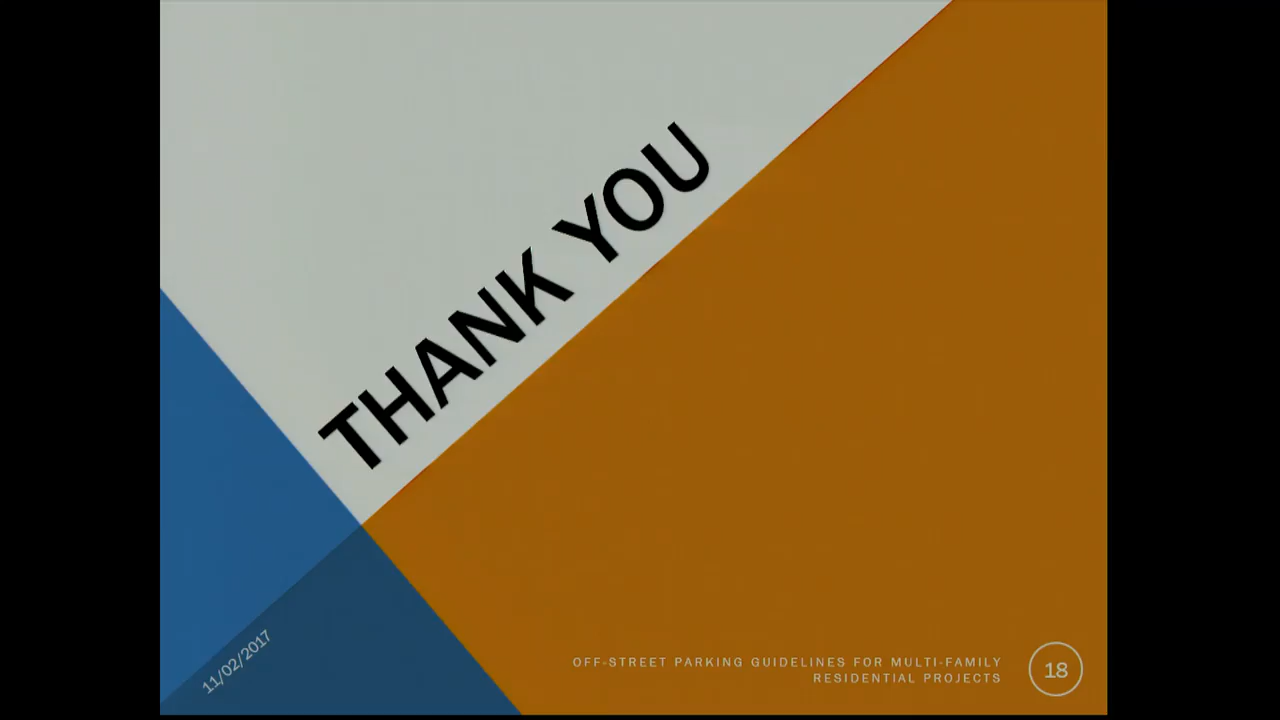 THANK YOU
11/02/2017
OFF-STREET PARKING GUIDELINES FOR MULTI-FAMILY
RESIDENTIAL PROJECTS
18